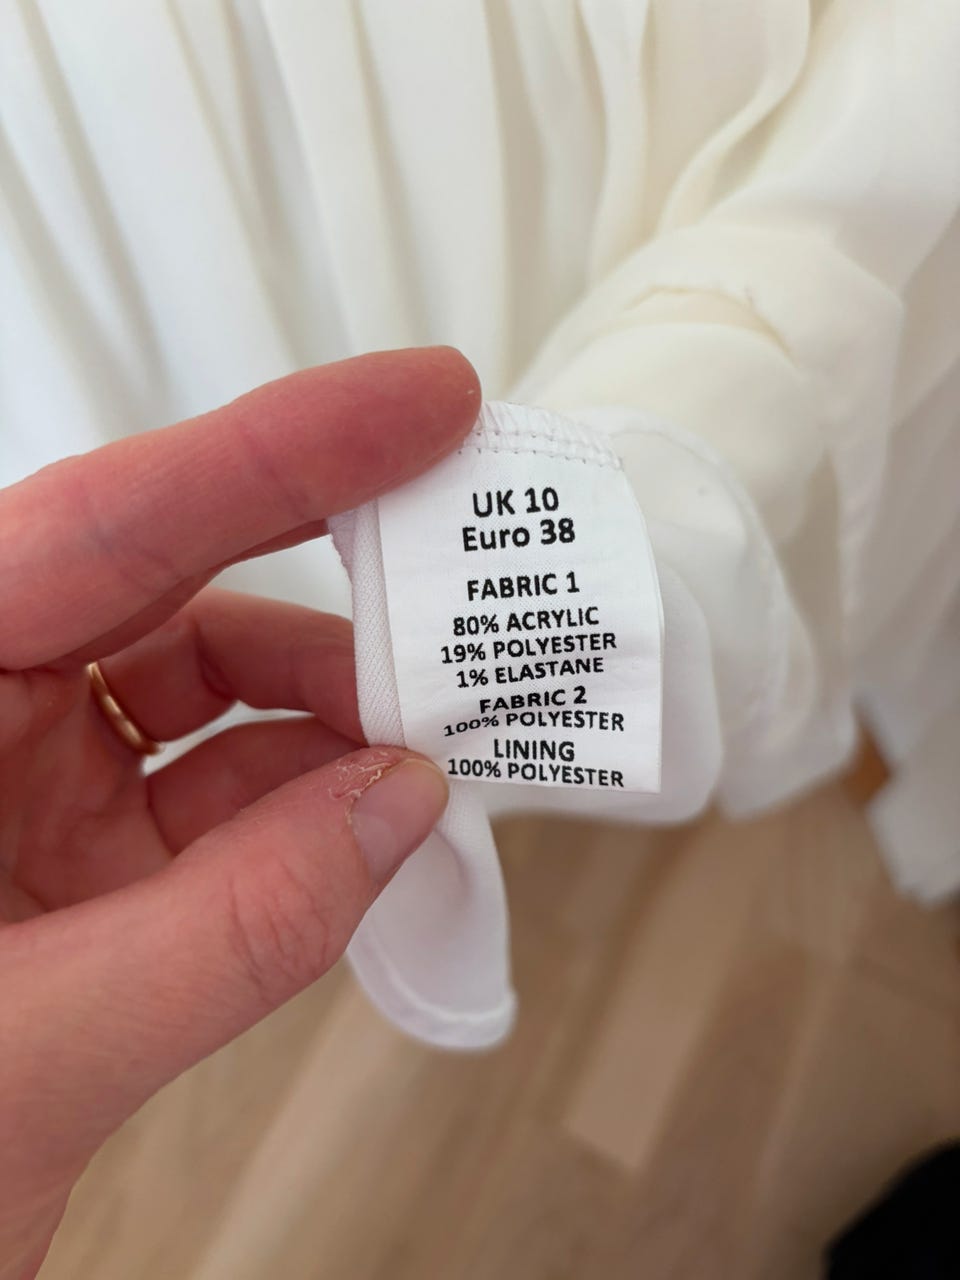 UK 10
Euro 38
FABRIC 1
80% ACRYLIC
19% POLYESTER
1% ELASTANE
FABRIC 2
100% POLYESTER
LINING
100% POLYESTER